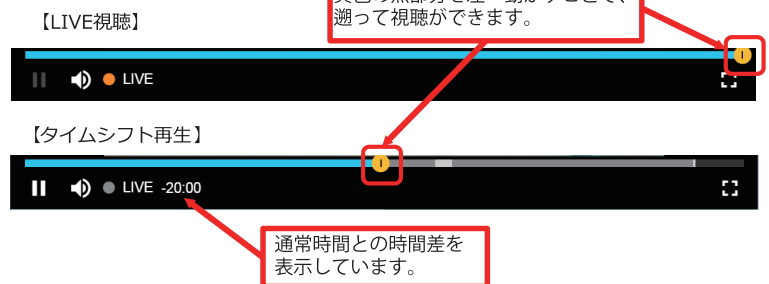 遡って視聴ができます。
【LIVE視聴】
LIVE
【タイムシフト再生】
LIVE -20:00
通常時間との時間差を
表示しています。